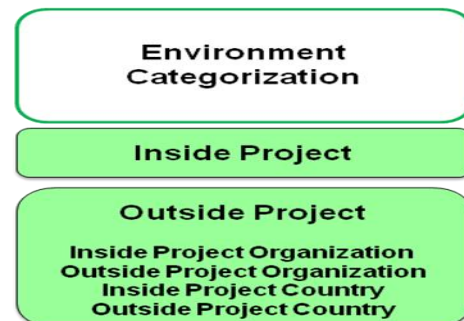 Environment
Categorization
Inside Project
Outside Project
Inside Project Organization
Outside Project Organization
Inside Project Country
Outside Project Country